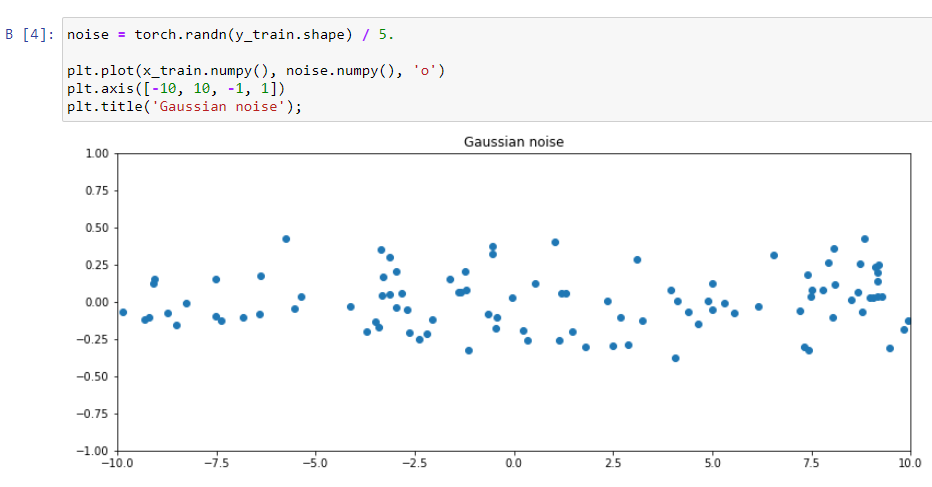 В [4]: noise = torch.randn(y_train.shape) / 5.
plt.plot(x_train.numpy(), noise.numpy(), 'o')
plt.axis([-10, 10, -1, 1])
plt.title('Gaussian noise');
Gaussian noise
1.00
0.75
0.50
0.25
0.00
−0.25
−0.50
−0.75
−1.00
−10.0 −7.5 −5.0 −2.5 0.0 2.5 5.0 7.5 10.0